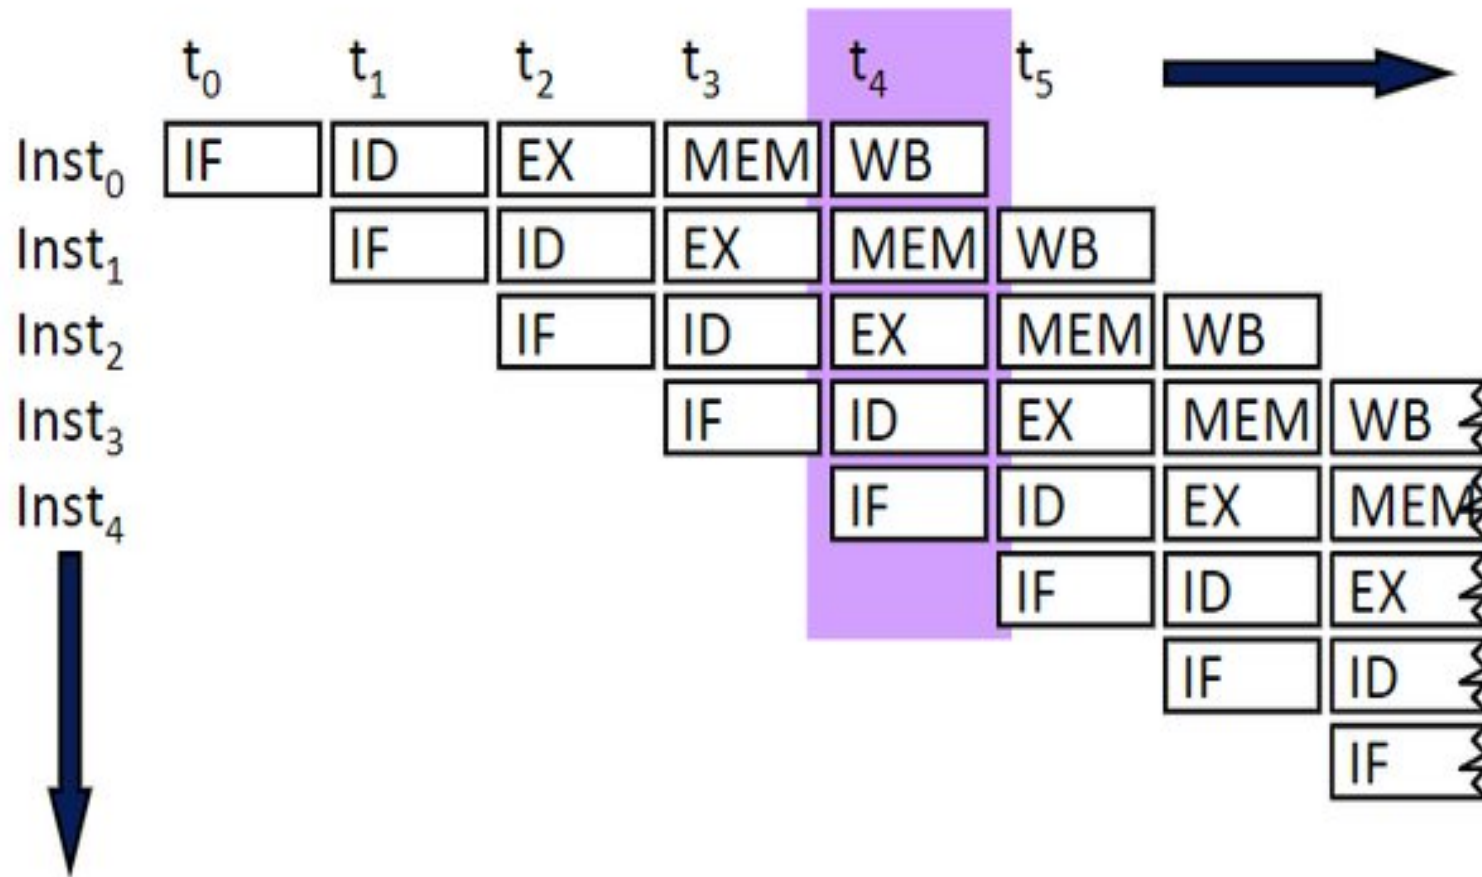 t0 t1 t2 t3 t4 t5
Inst0 IF ID EX MEM WB
Inst1 IF ID EX MEM WB
Inst2 IF ID EX MEM WB
Inst3 IF ID EX MEM WB
Inst4 IF ID EX MEM
IF ID EX
IF ID
IF